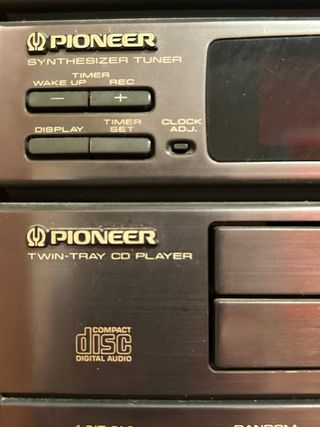 PIONEER
SYNTHESIZER TUNER
TIMER
WAKE UP REC
− +
DISPLAY TIMER SET
CLOCK ADJ.
PIONEER
TWIN-TRAY CD PLAYER
COMPACT
disc
DIGITAL AUDIO
RANDOM